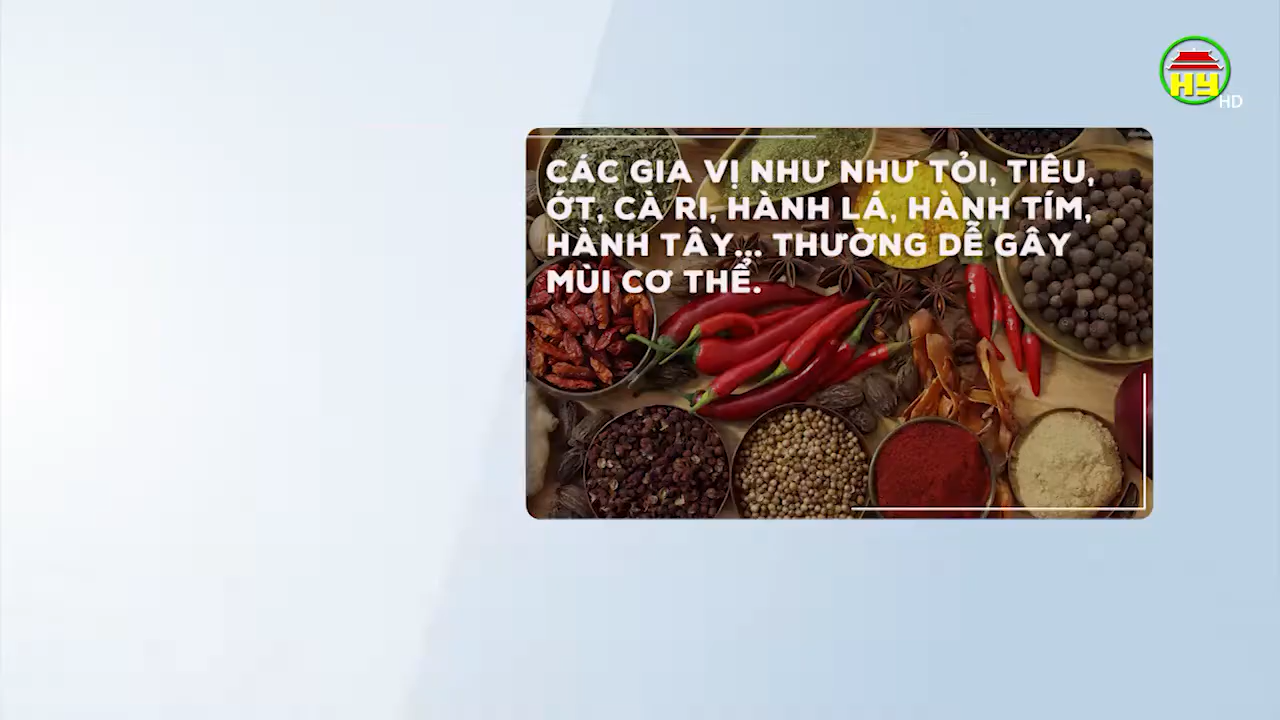 HY
HD
CÁC GIA VỊ NHƯ NHƯ TỎI, TIÊU,
ỚT, CÀ RI, HÀNH LÁ, HÀNH TÍM,
HÀNH TÂY... THƯỜNG DỄ GÂY
MÙI CƠ THỂ.